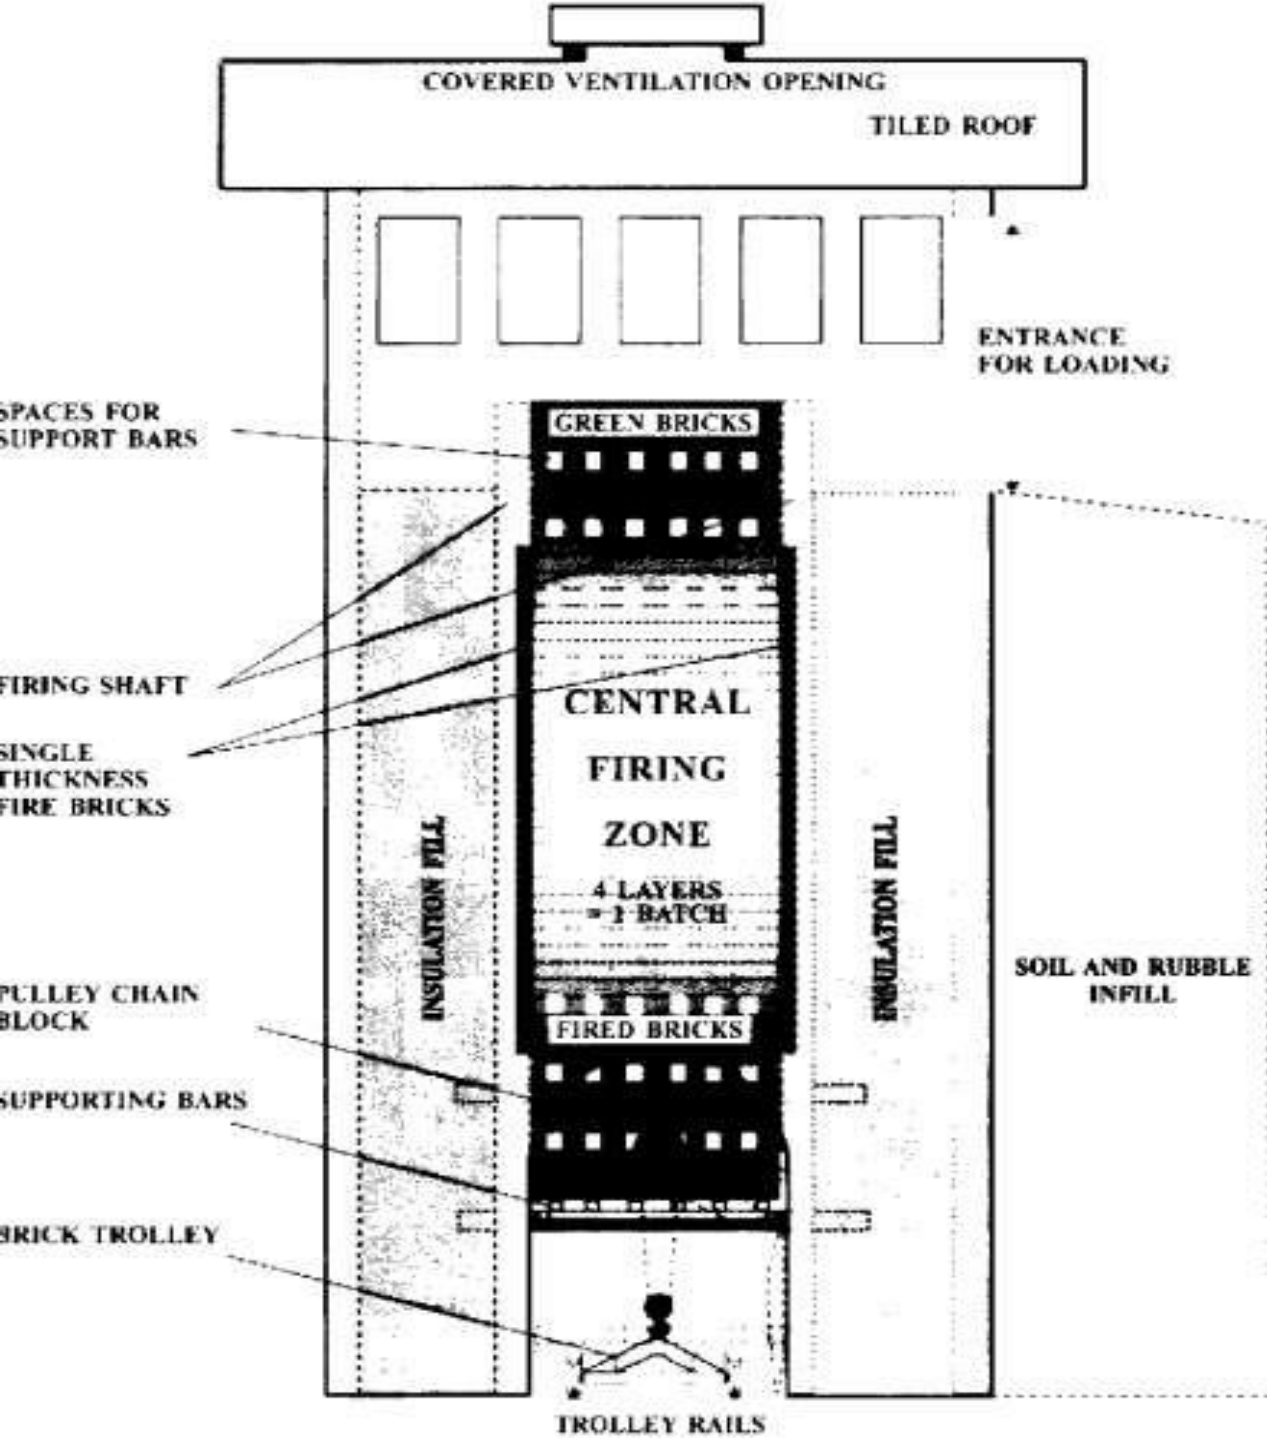 COVERED VENTILATION OPENING
TILED ROOF
ENTRANCE
FOR LOADING
SPACES FOR
SUPPORT BARS
GREEN BRICKS
FIRING SHAFT
SINGLE
THICKNESS
FIRE BRICKS
CENTRAL
FIRING
ZONE
4 LAYERS
= 1 BATCH
INSULATION FILL
INSULATION FILL
SOIL AND RUBBLE
INFILL
PULLEY CHAIN
BLOCK
FIRED BRICKS
SUPPORTING BARS
BRICK TROLLEY
TROLLEY RAILS